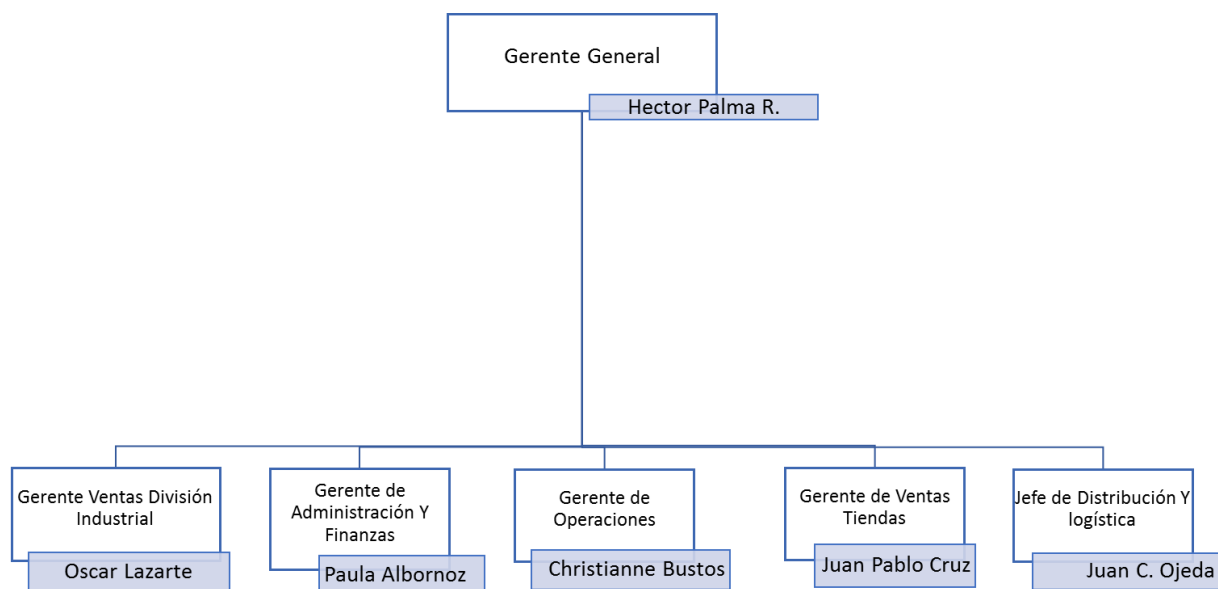 Gerente General
Hector Palma R.
Gerente Ventas División
Industrial
Oscar Lazarte
Gerente de
Administración Y
Finanzas
Paula Albornoz
Gerente de
Operaciones
Christianne Bustos
Gerente de Ventas
Tiendas
Juan Pablo Cruz
Jefe de Distribución Y
logística
Juan C. Ojeda